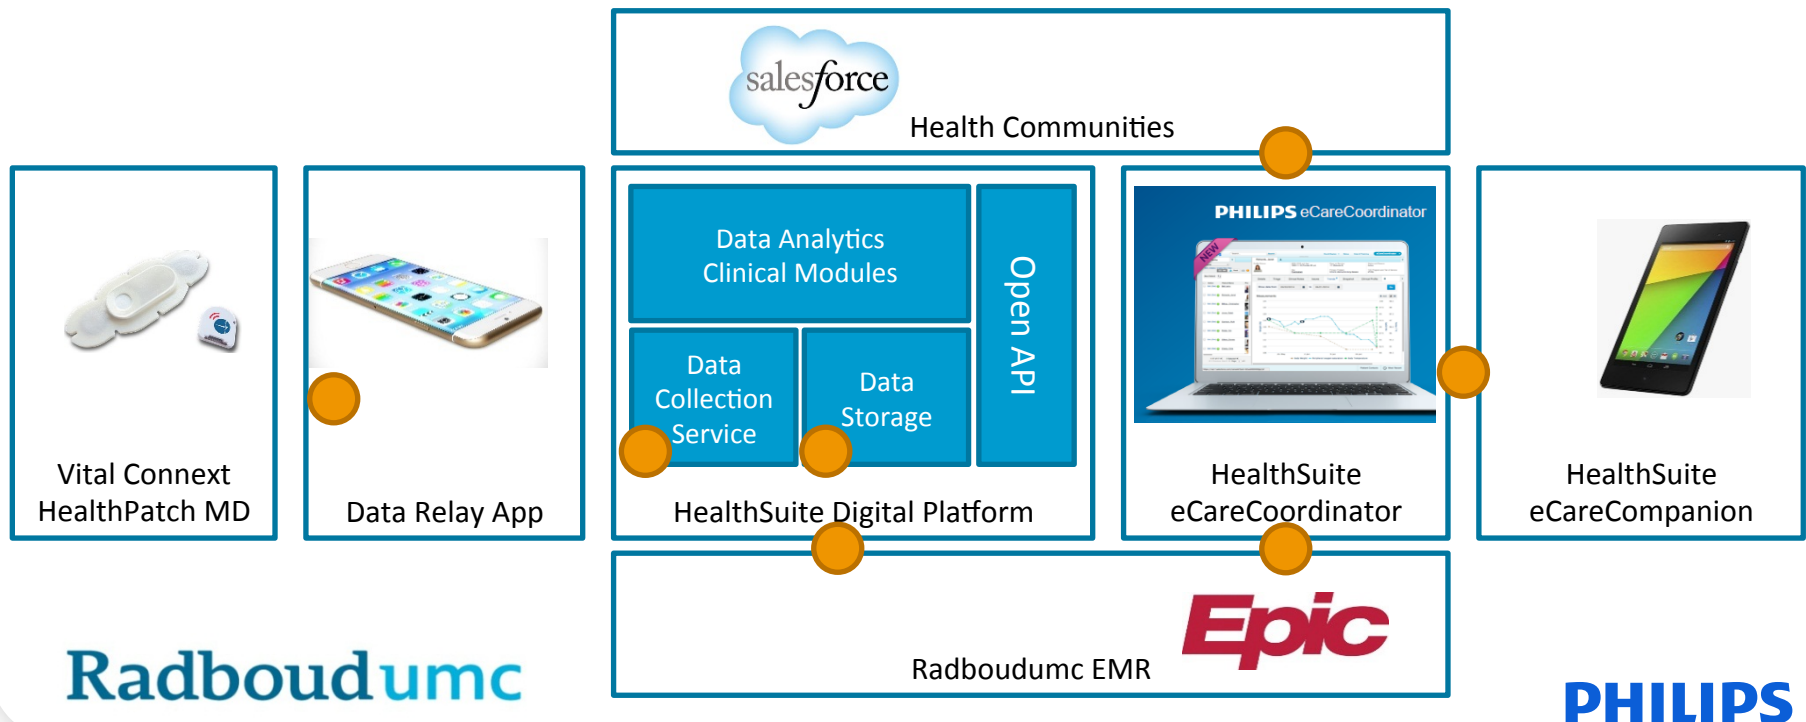 salesforce
Health Communities
Vital Connext
HealthPatch MD
Data Relay App
Data Analytics
Clinical Modules
Data
Collection
Service
Data
Storage
Open API
HealthSuite Digital Platform
PHILIPS eCareCoordinator
NEW
HealthSuite
eCareCoordinator
HealthSuite
eCareCompanion
Radboudumc EMR
Epic
Radboudumc
PHILIPS